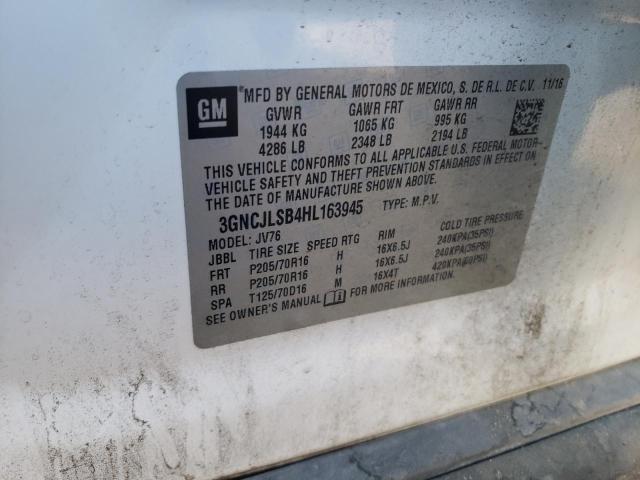 GM
MFD BY GENERAL MOTORS DE MEXICO, S. DE R.L. DE C.V. 11/16
GVWR GAWR FRT GAWR RR
1944 KG 1065 KG 995 KG
4286 LB 2348 LB 2194 LB
THIS VEHICLE CONFORMS TO ALL APPLICABLE U.S. FEDERAL MOTOR-
VEHICLE SAFETY AND THEFT PREVENTION STANDARDS IN EFFECT ON
THE DATE OF MANUFACTURE SHOWN ABOVE.
3GNCJLSB4HL163945 TYPE: M.P.V.
MODEL: JV76
JBBL TIRE SIZE SPEED RTG RIM COLD TIRE PRESSURE
FRT P205/70R16 H 16X6.5J 240KPA(35PSI)
RR P205/70R16 H 16X6.5J 240KPA(35PSI)
SPA T125/70D16 M 16X4T 420KPA(60PSI)
SEE OWNER'S MANUAL FOR MORE INFORMATION.